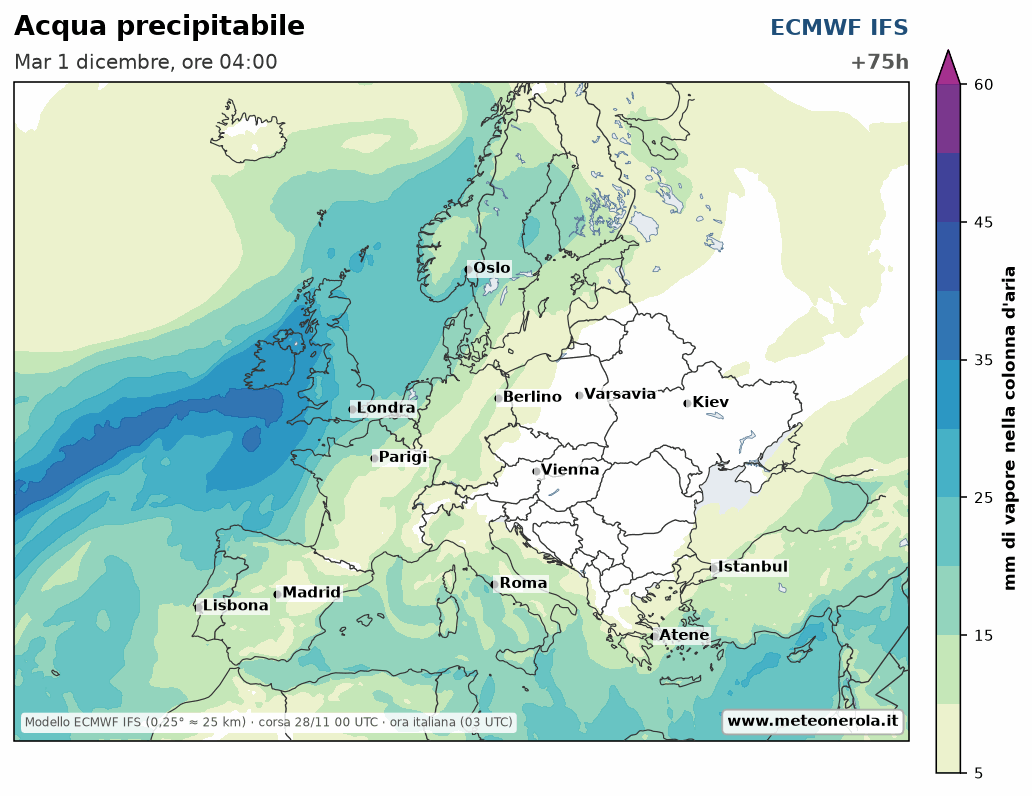 Acqua precipitabile
ECMWF IFS
Mar 1 dicembre, ore 04:00
+75h
60
45
35
25
15
5
mm di vapore nella colonna d'aria
Oslo
Berlino
Varsavia
Kiev
Londra
Parigi
Vienna
Istanbul
Roma
Madrid
Lisbona
Atene
Modello ECMWF IFS (0,25° ≈ 25 km) · corsa 28/11 00 UTC · ora italiana (03 UTC)
www.meteonerola.it